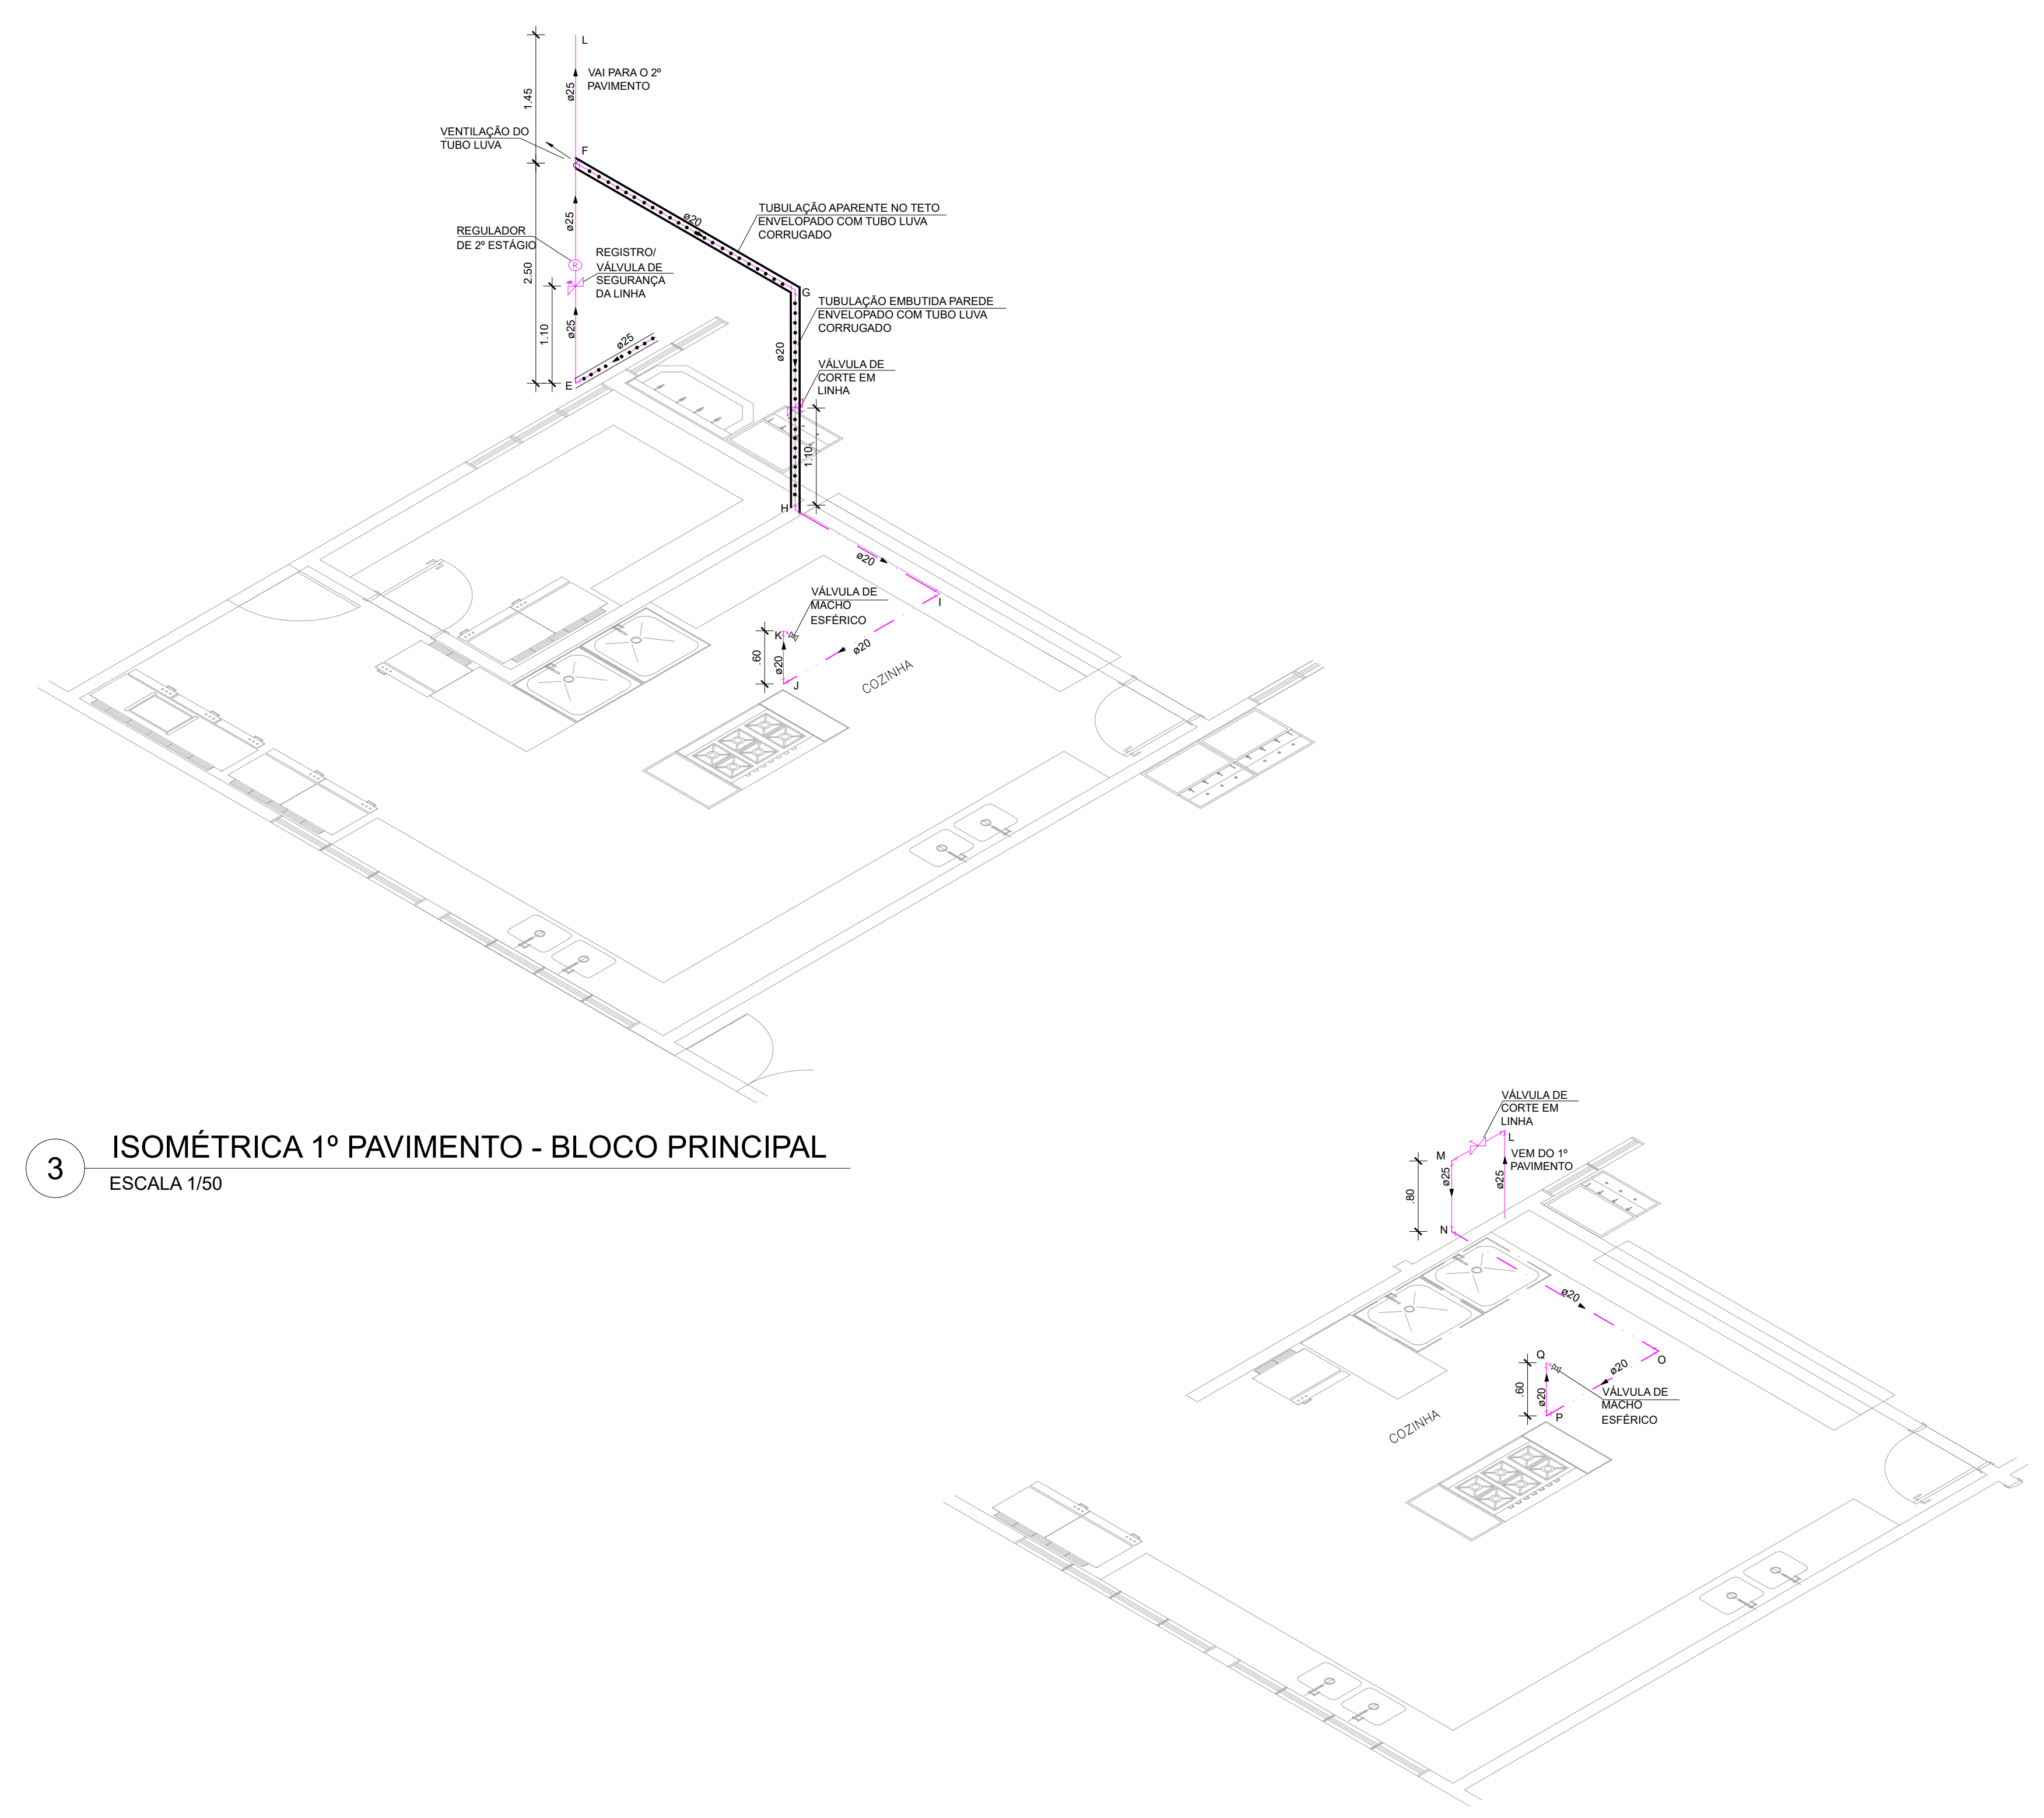 L
VAI PARA O 2º
PAVIMENTO
ø25
1.45
VENTILAÇÃO DO
TUBO LUVA
F
ø20
TUBULAÇÃO APARENTE NO TETO
ENVELOPADO COM TUBO LUVA
CORRUGADO
ø25
REGULADOR
DE 2º ESTÁGIO
R
2.50
REGISTRO/
VÁLVULA DE
SEGURANÇA
DA LINHA
G
TUBULAÇÃO EMBUTIDA PAREDE
ENVELOPADO COM TUBO LUVA
CORRUGADO
1.10
ø25
ø25
E
ø20
VÁLVULA DE
CORTE EM
LINHA
1.10
H
ø20
I
VÁLVULA DE
MACHO
ESFÉRICO
K
.60
ø20
ø20
J
COZINHA
3
ISOMÉTRICA 1º PAVIMENTO - BLOCO PRINCIPAL
ESCALA 1/50
VÁLVULA DE
CORTE EM
LINHA
L
M
VEM DO 1º
PAVIMENTO
ø25
ø25
.80
N
ø20
O
Q
ø20
.60
ø20
P
VÁLVULA DE
MACHO
ESFÉRICO
COZINHA